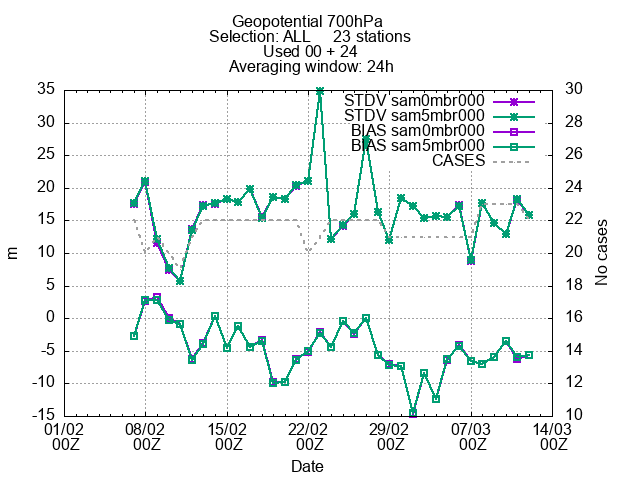 Geopotential 700hPa
Selection: ALL 23 stations
Used 00 + 24
Averaging window: 24h
STDV sam0mbr000
STDV sam5mbr000
BIAS sam0mbr000
BIAS sam5mbr000
CASES
35
30
25
20
15
10
5
0
-5
-10
-15
m
30
28
26
24
22
20
18
16
14
12
10
No cases
01/02 08/02 15/02 22/02 29/02 07/03 14/03
00Z 00Z 00Z 00Z 00Z 00Z 00Z
Date